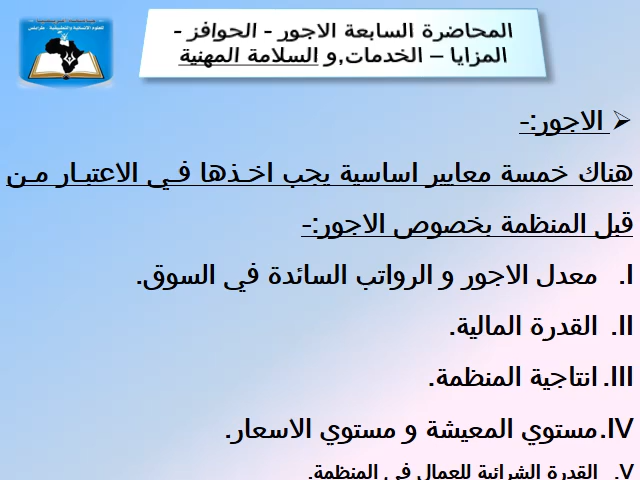 المحاضرة السابعة الاجور - الحوافز -
المزايا – الخدمات,و السلامة المهنية
الاجور:-
هناك خمسة معايير اساسية يجب اخذها في الاعتبار من
قبل المنظمة بخصوص الاجور:-
I. معدل الاجور و الرواتب السائدة في السوق.
II. القدرة المالية.
III. انتاجية المنظمة.
IV. مستوي المعيشة و مستوي الاسعار.
V. القدرة الشرائية للعمال في المنظمة.